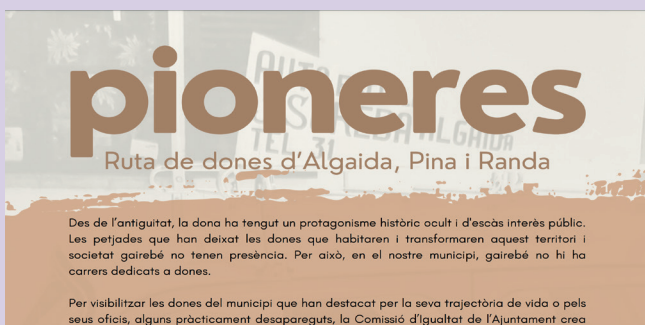 pioneres
Ruta de dones d'Algaida, Pina i Randa
Des de l'antiguitat, la dona ha tengut un protagonisme històric ocult i d'escàs interès públic.
Les petjades que han deixat les dones que habitaren i transformaren aquest territori i
societat gairebé no tenen presència. Per això, en el nostre municipi, gairebé no hi ha
carrers dedicats a dones.
Per visibilitzar les dones del municipi que han destacat per la seva trajectòria de vida o pels
seus oficis, alguns pràcticament desapareguts, la Comissió d'Igualtat de l'Ajuntament crea